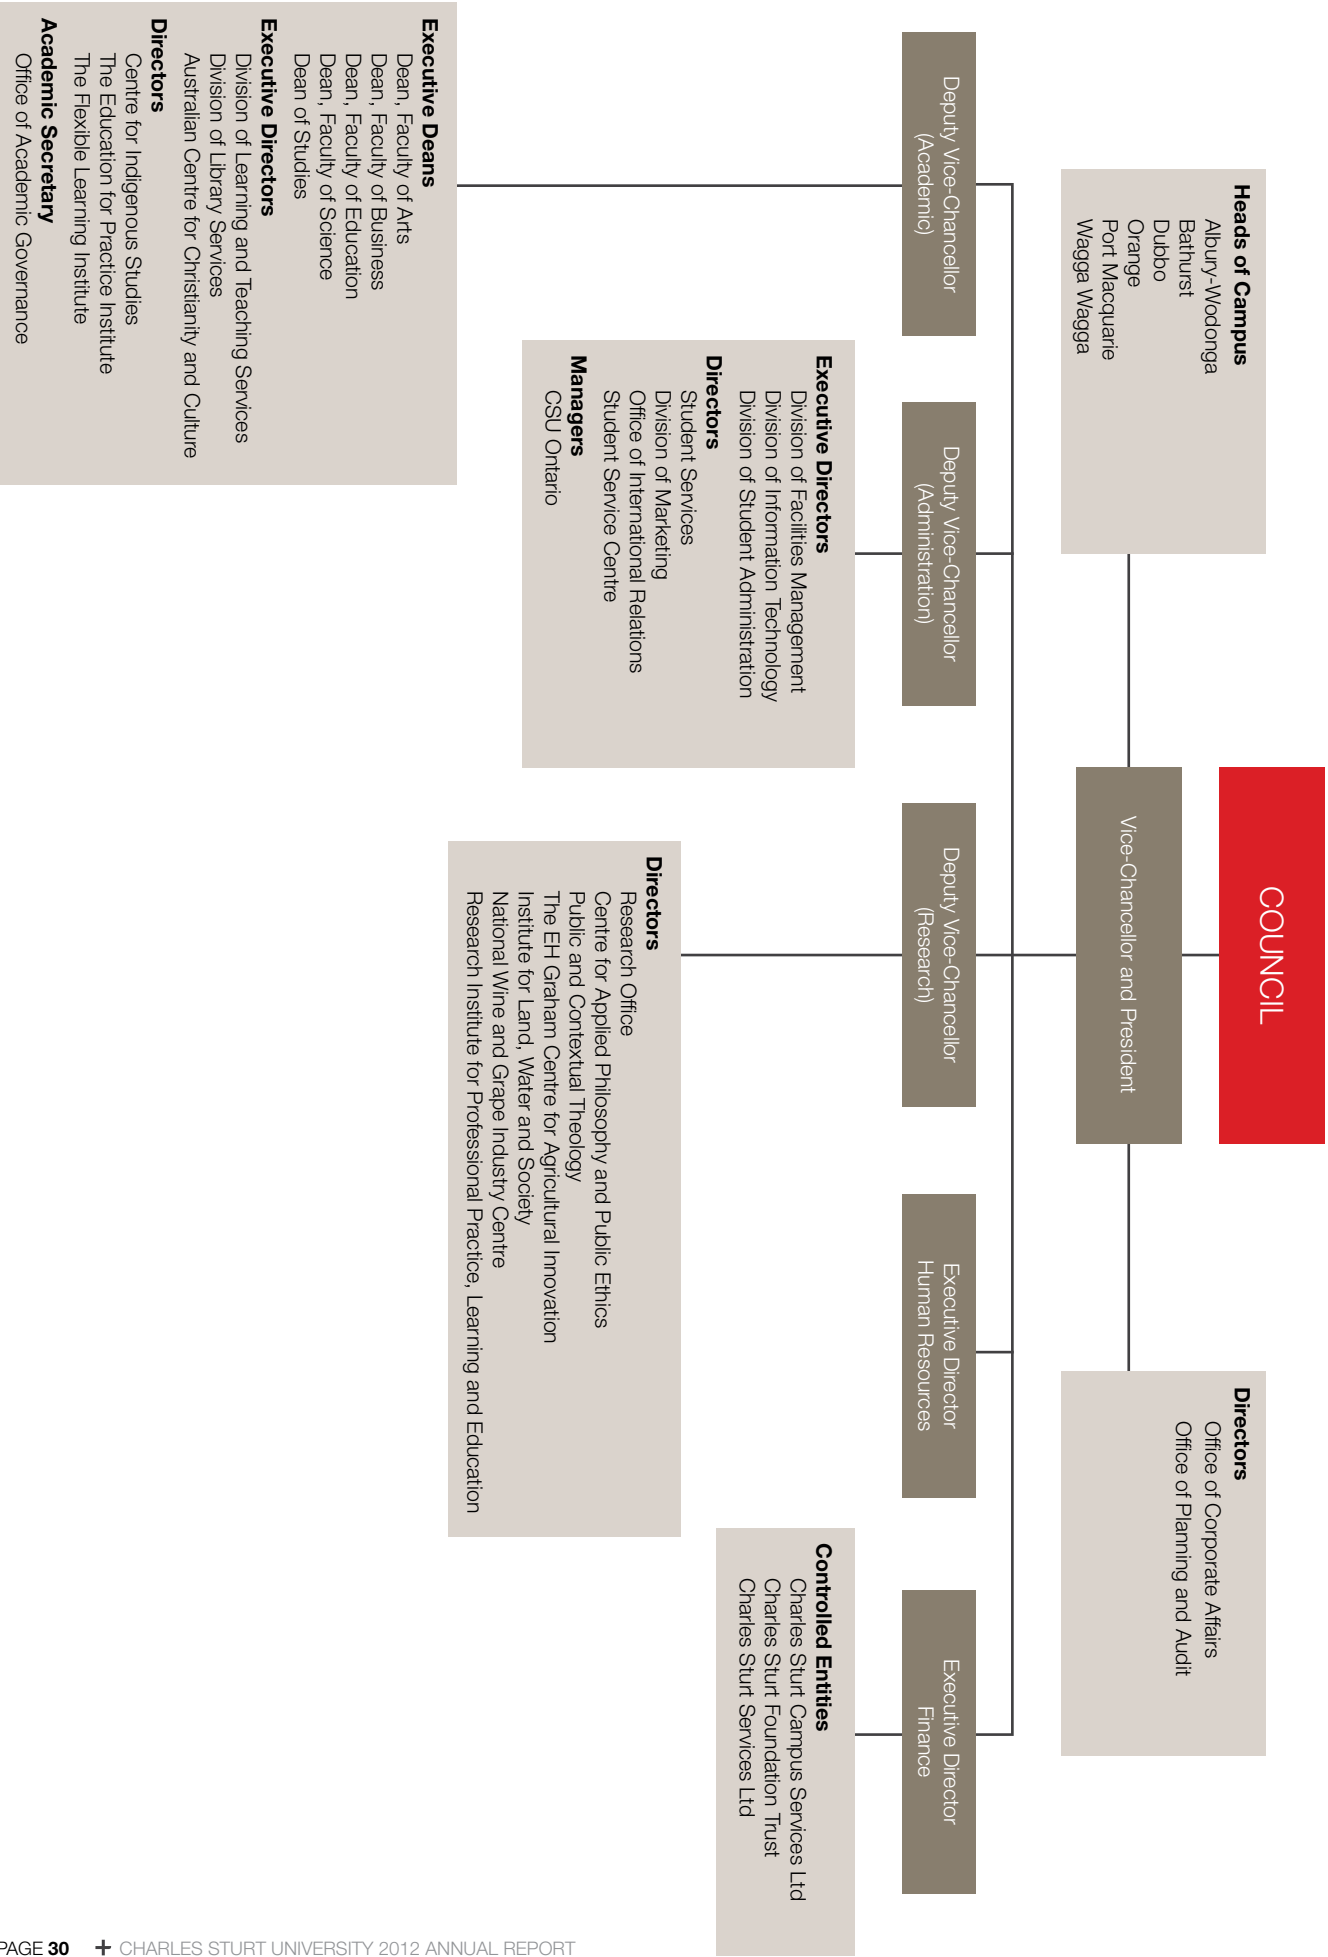 COUNCIL
Vice-Chancellor and President
Heads of Campus
Albury-Wodonga
Bathurst
Dubbo
Orange
Port Macquarie
Wagga Wagga
Directors
Office of Corporate Affairs
Office of Planning and Audit
Deputy Vice-Chancellor
(Academic)
Deputy Vice-Chancellor
(Administration)
Deputy Vice-Chancellor
(Research)
Executive Director
Human Resources
Executive Director
Finance
Executive Deans
Dean, Faculty of Arts
Dean, Faculty of Business
Dean, Faculty of Education
Dean, Faculty of Science
Dean of Studies
Executive Directors
Division of Learning and Teaching Services
Division of Library Services
Australian Centre for Christianity and Culture
Directors
Centre for Indigenous Studies
The Education for Practice Institute
The Flexible Learning Institute
Academic Secretary
Office of Academic Governance
Executive Directors
Division of Facilities Management
Division of Information Technology
Division of Student Administration
Directors
Student Services
Division of Marketing
Office of International Relations
Student Service Centre
Managers
CSU Ontario
Directors
Research Office
Centre for Applied Philosophy and Public Ethics
Public and Contextual Theology
The EH Graham Centre for Agricultural Innovation
Institute for Land, Water and Society
National Wine and Grape Industry Centre
Research Institute for Professional Practice, Learning and Education
Controlled Entities
Charles Sturt Campus Services Ltd
Charles Sturt Foundation Trust
Charles Sturt Services Ltd
PAGE 30 + CHARLES STURT UNIVERSITY 2012 ANNUAL REPORT